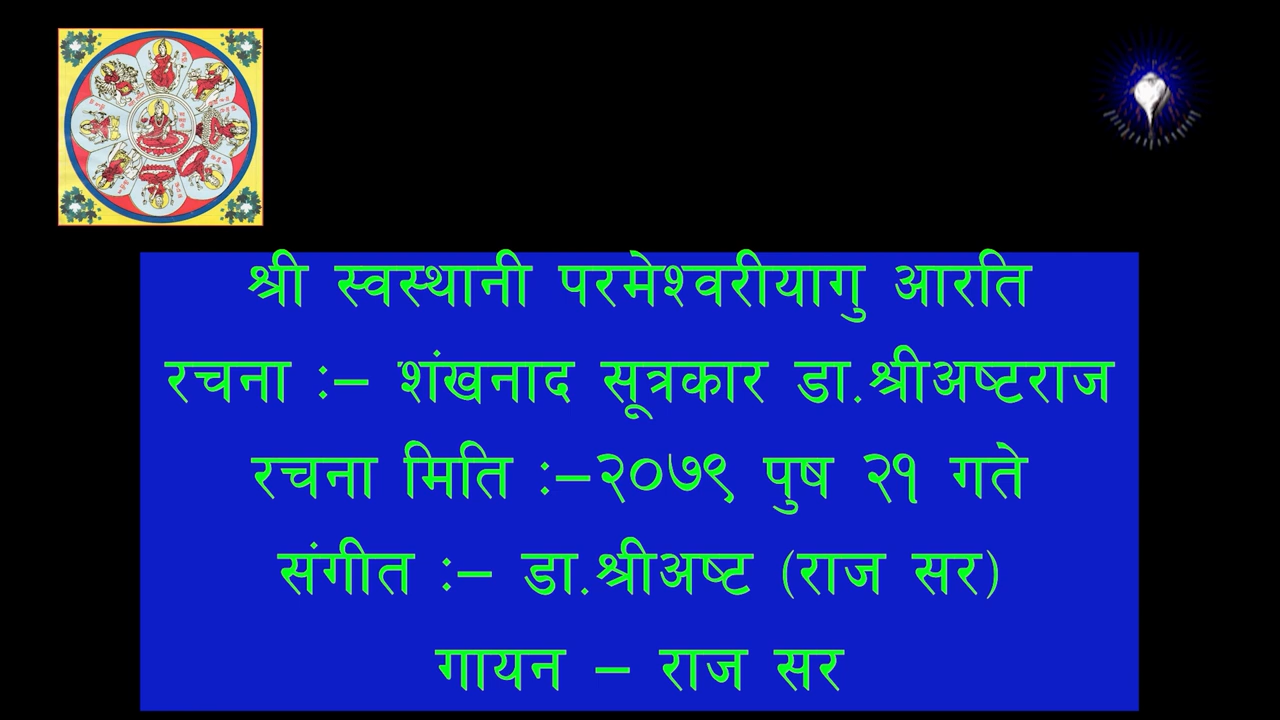 श्री स्वस्थानी परमेश्वरीयागु आरति
रचना :– शंखनाद सूत्रकार डा.श्रीअष्टराज
रचना मिति :–२०७९ पुष २१ गते
संगीत :– डा.श्रीअष्ट (राज सर)
गायन – राज सर